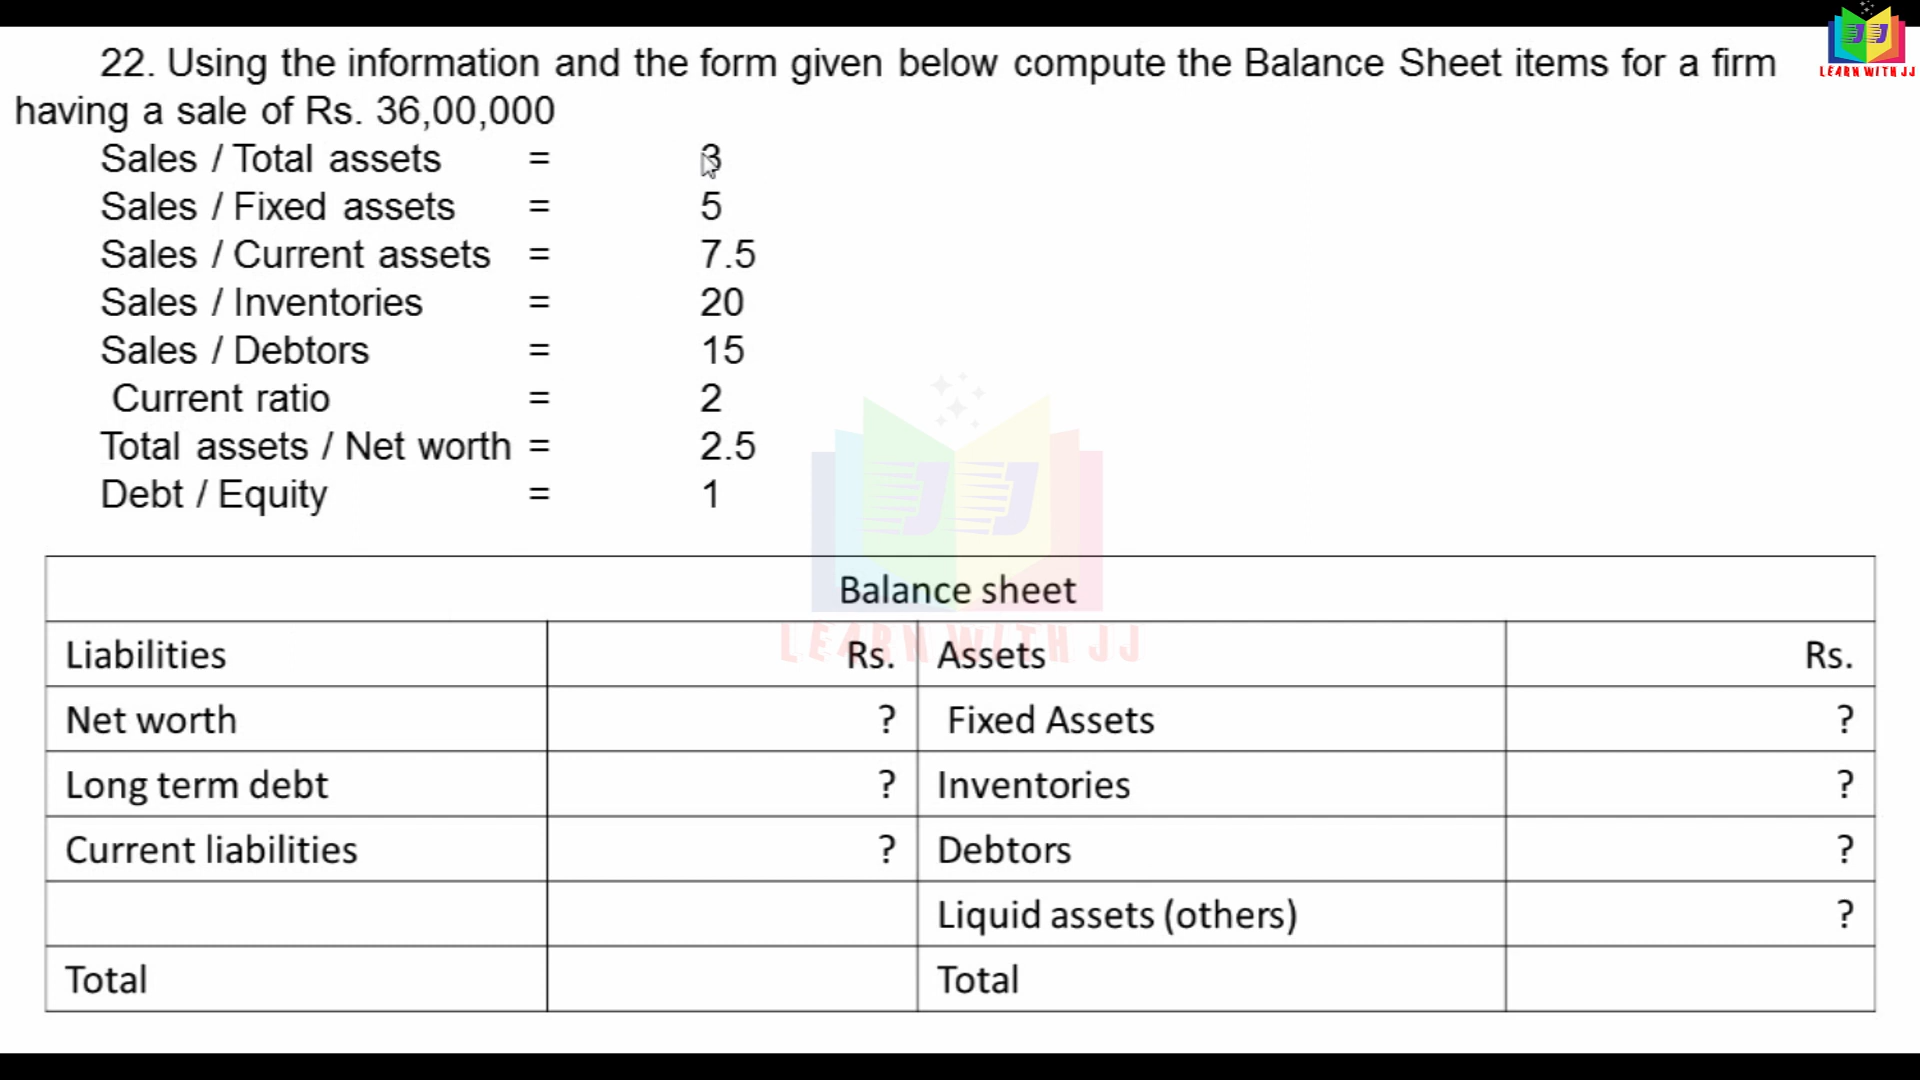 LEARN WITH JJ
22. Using the information and the form given below compute the Balance Sheet items for a firm
having a sale of Rs. 36,00,000
Sales / Total assets = 3
Sales / Fixed assets = 5
Sales / Current assets = 7.5
Sales / Inventories = 20
Sales / Debtors = 15
Current ratio = 2
Total assets / Net worth = 2.5
Debt / Equity = 1
JJ
LEARN WITH JJ
Balance sheet
Liabilities Rs. Assets Rs.
Net worth ? Fixed Assets ?
Long term debt ? Inventories ?
Current liabilities ? Debtors ?
Liquid assets (others) ?
Total Total